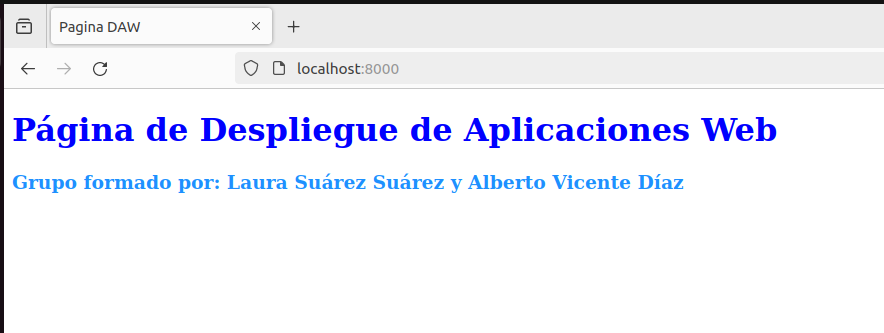 Pagina DAW
localhost:8000
Página de Despliegue de Aplicaciones Web
Grupo formado por: Laura Suárez Suárez y Alberto Vicente Díaz